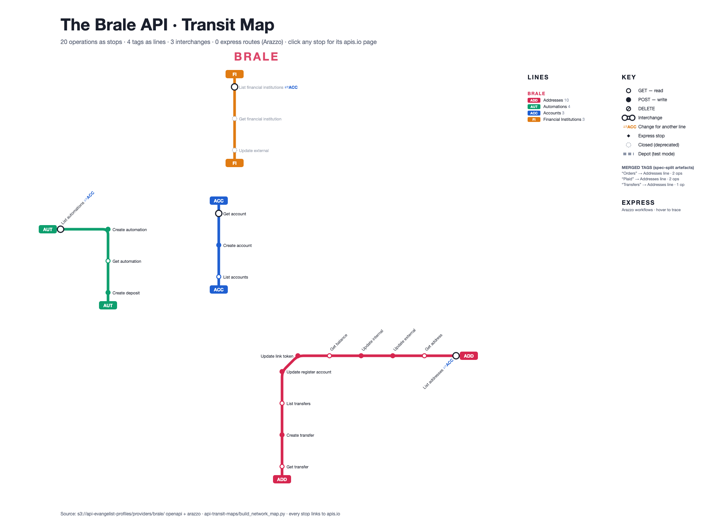 The Brale API · Transit Map
20 operations as stops · 4 tags as lines · 3 interchanges · 0 express routes (Arazzo) · click any stop for its apis.io page
BRALE
FI
List financial institutions ⇄ACC
Get financial institution
Update external
FI
ACC
Get account
Create account
List accounts
ACC
List automations ⇄ACC
AUT
Create automation
Get automation
Create deposit
AUT
Update link token
Get balance
Update internal
Update external
Get address
List addresses ⇄ACC
ADD
Update register account
List transfers
Create transfer
Get transfer
ADD
LINES
BRALE
ADD Addresses 10
AUT Automations 4
ACC Accounts 3
FI Financial Institutions 3
KEY
GET — read
POST — write
DELETE
Interchange
⇄ACC Change for another line
Express stop
Closed (deprecated)
Depot (test mode)
MERGED TAGS (spec-split artefacts)
"Orders" → Addresses line · 2 ops
"Plaid" → Addresses line · 2 ops
"Transfers" → Addresses line · 1 op
EXPRESS
Arazzo workflows · hover to trace
Source: s3://api-evangelist-profiles/providers/brale/ openapi + arazzo · api-transit-maps/build_network_map.py · every stop links to apis.io